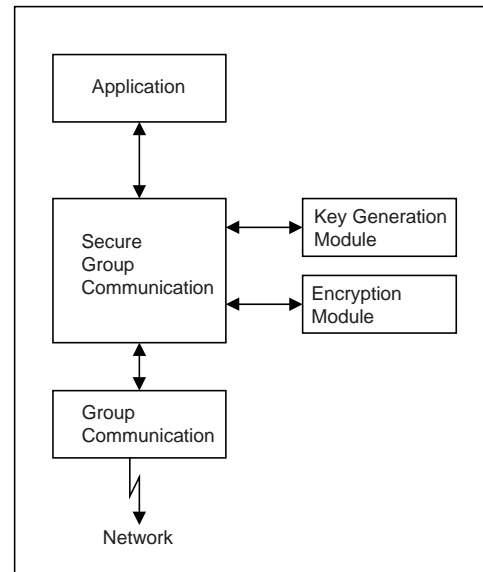 Application
Secure
Group
Communication
Key Generation
Module
Encryption
Module
Group
Communication
Network